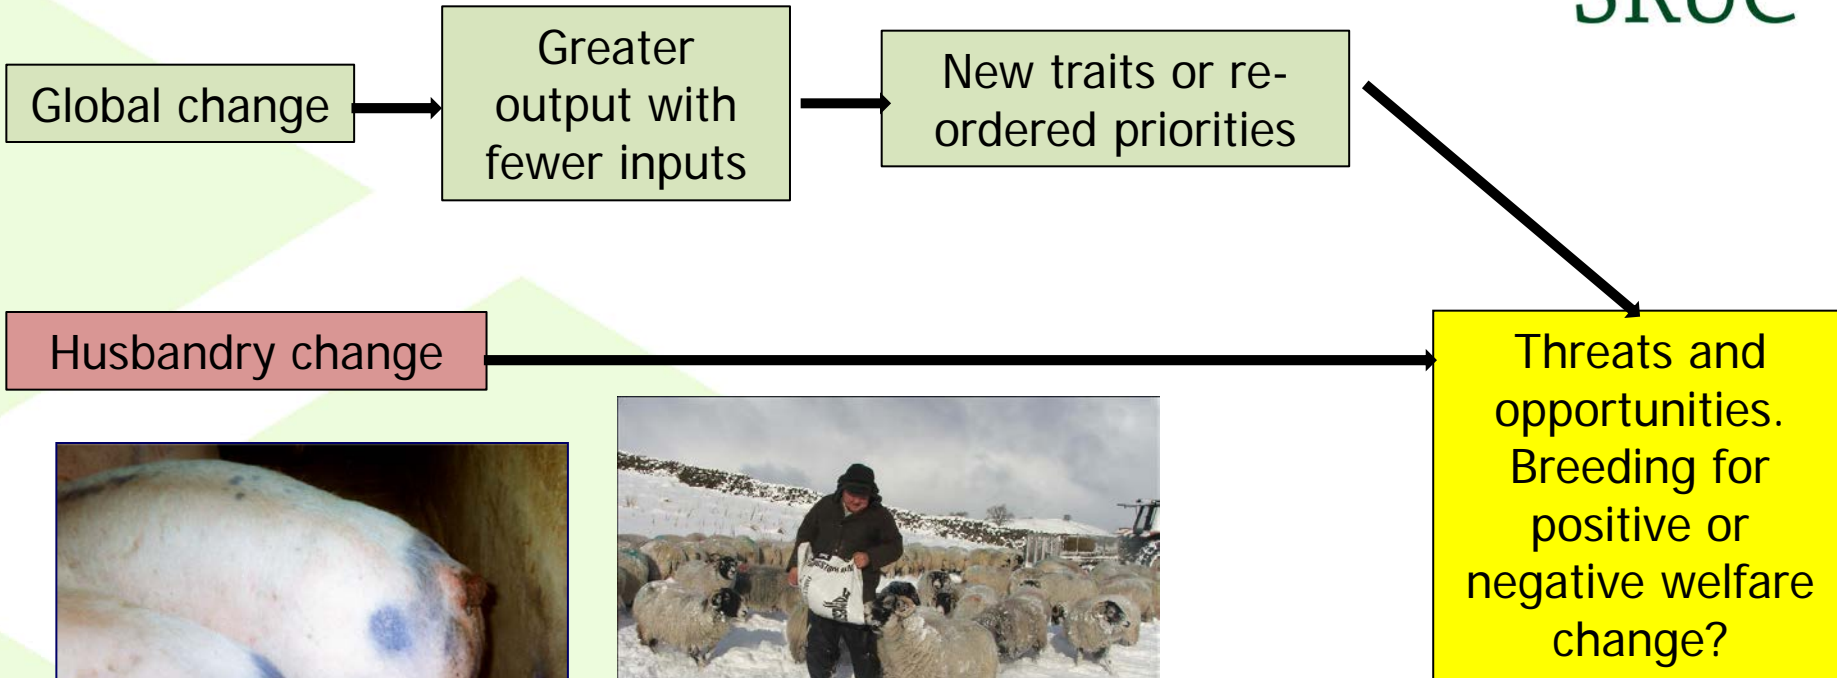 SRUC
Global change
Greater
output with
fewer inputs
New traits or re-
ordered priorities
Husbandry change
Threats and
opportunities.
Breeding for
positive or
negative welfare
change?